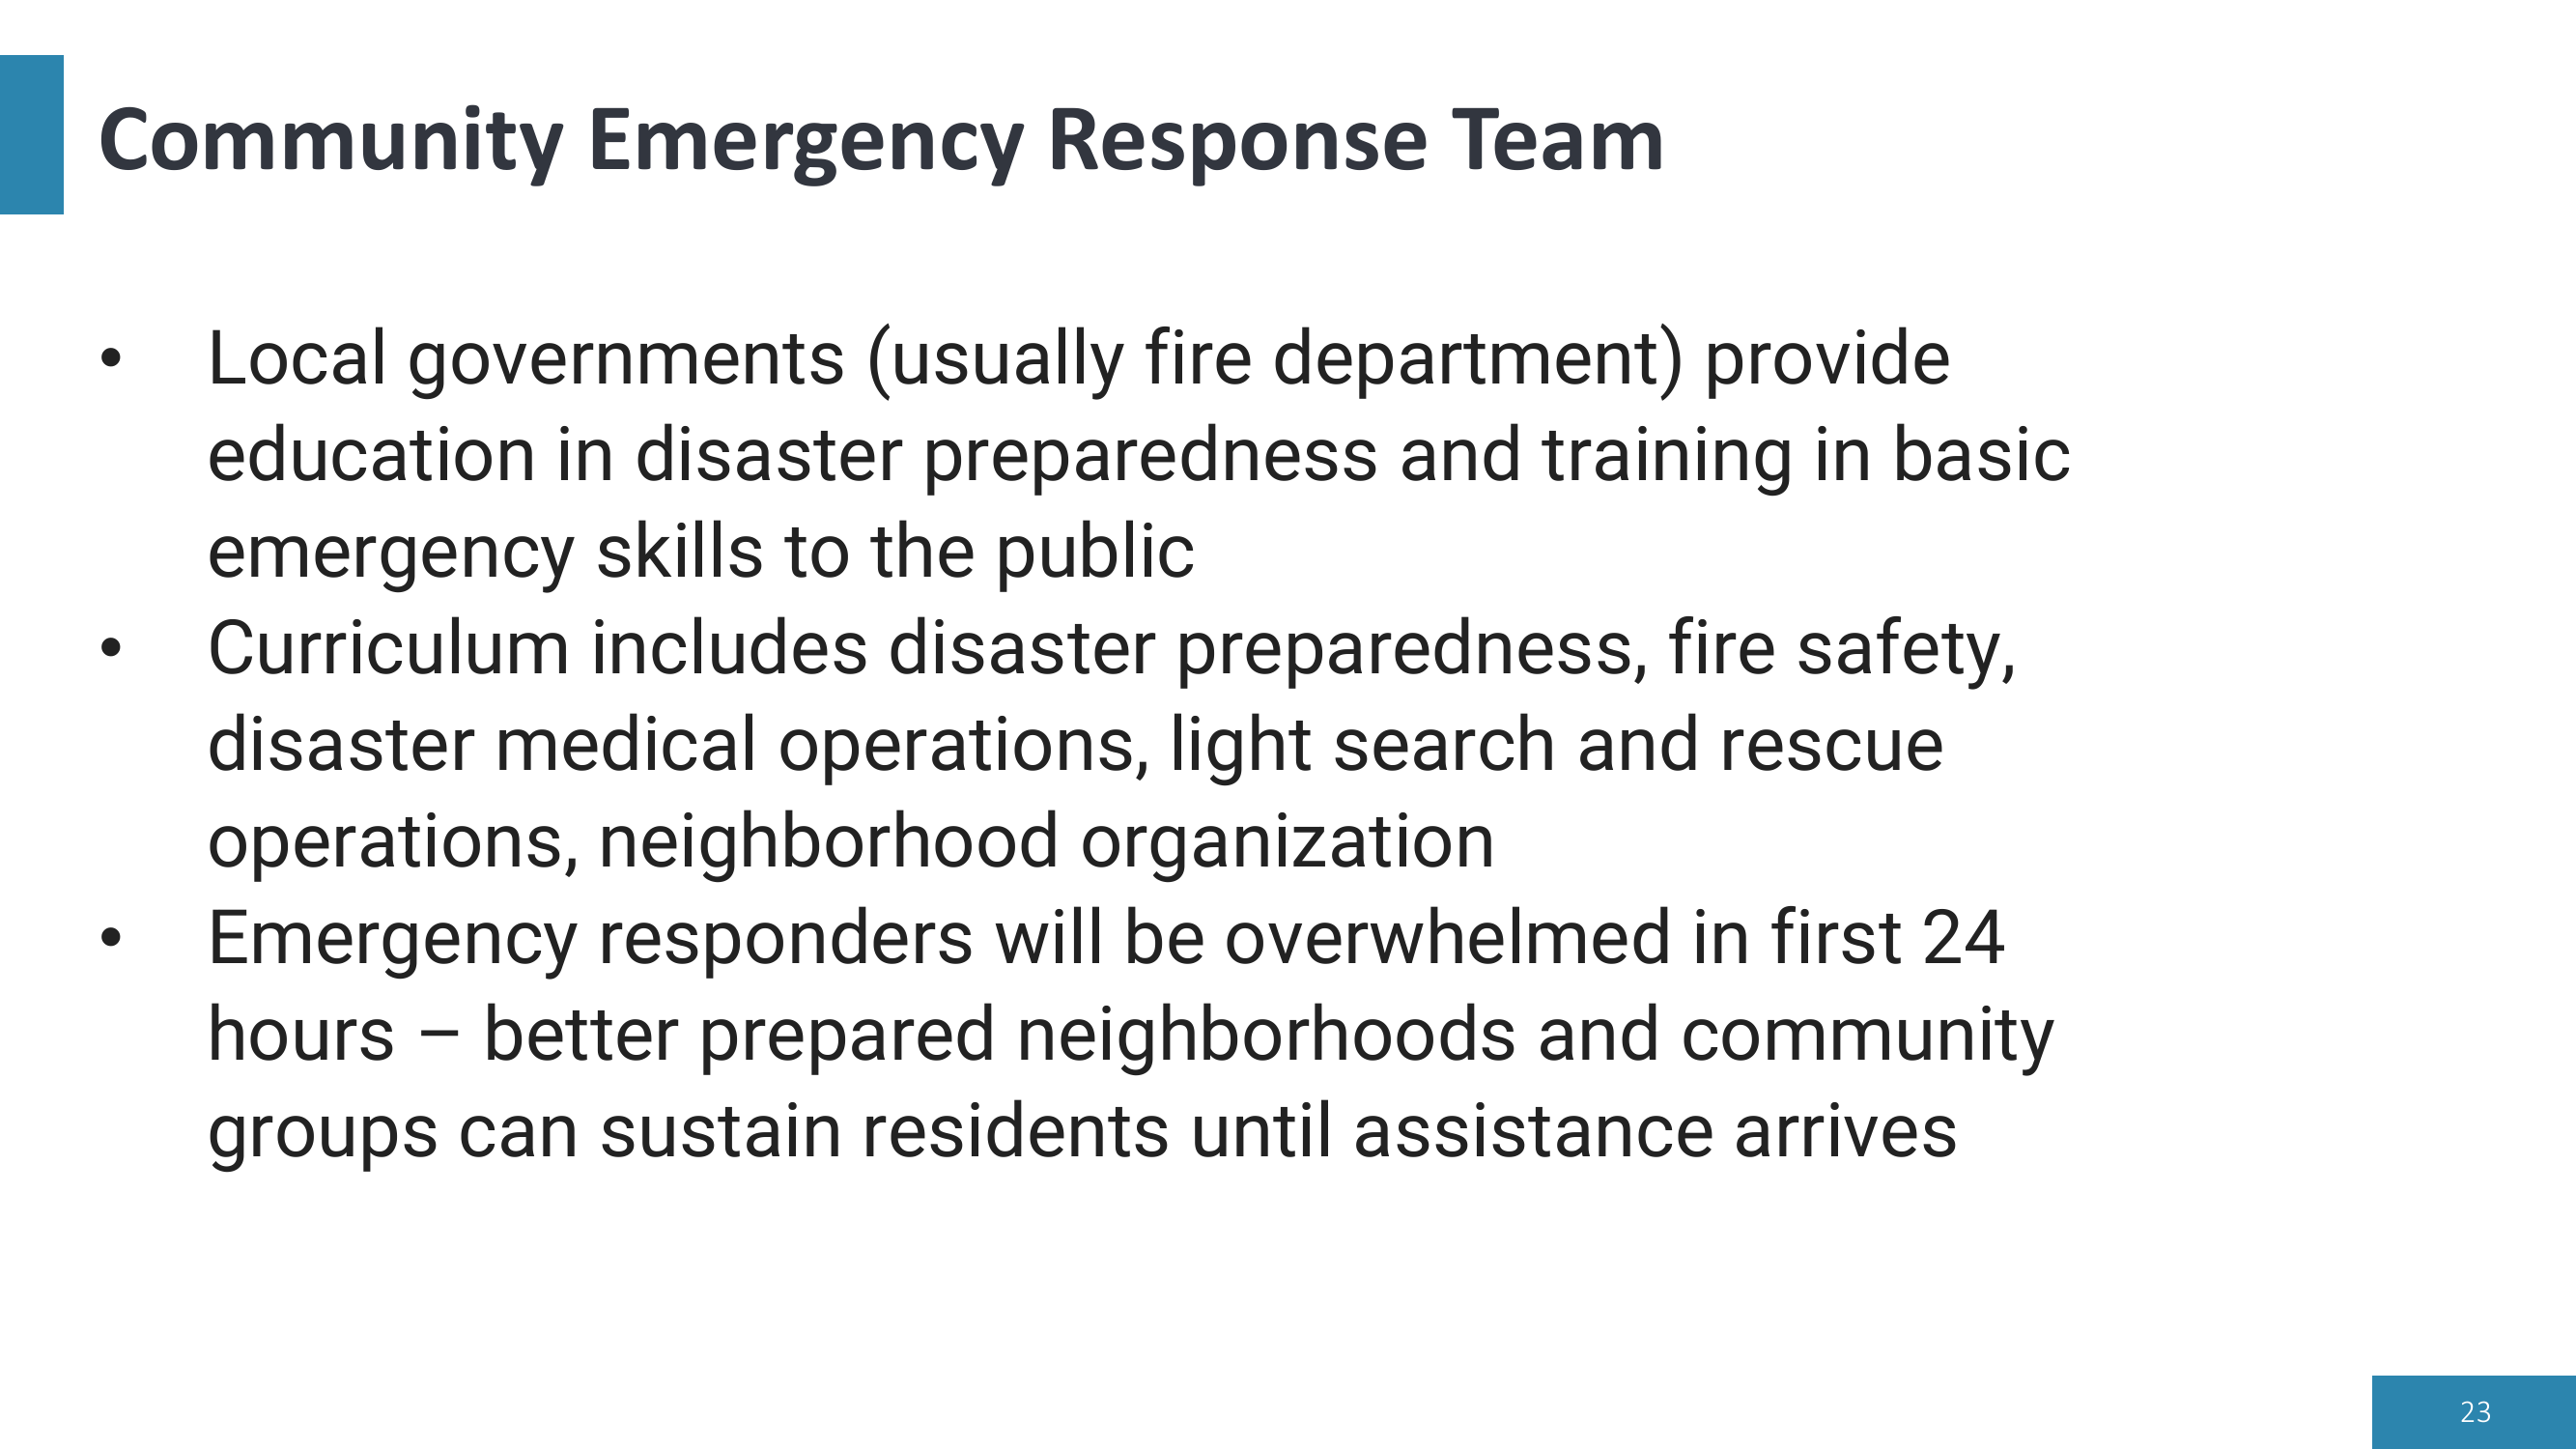 Community Emergency Response Team
• Local governments (usually fire department) provide
education in disaster preparedness and training in basic
emergency skills to the public
• Curriculum includes disaster preparedness, fire safety,
disaster medical operations, light search and rescue
operations, neighborhood organization
• Emergency responders will be overwhelmed in first 24
hours – better prepared neighborhoods and community
groups can sustain residents until assistance arrives
23